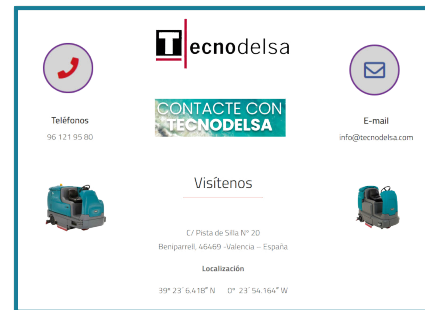 Tecnodelsa
Teléfonos
96 121 95 80
CONTACTE CON
TECNODELSA
E-mail
info@tecnodelsa.com
Visítenos
C/ Pista de Silla Nº 20
Beniparrell, 46469 -Valencia – España
Localización
39° 23´6.418" N 0° 23´54.164" W